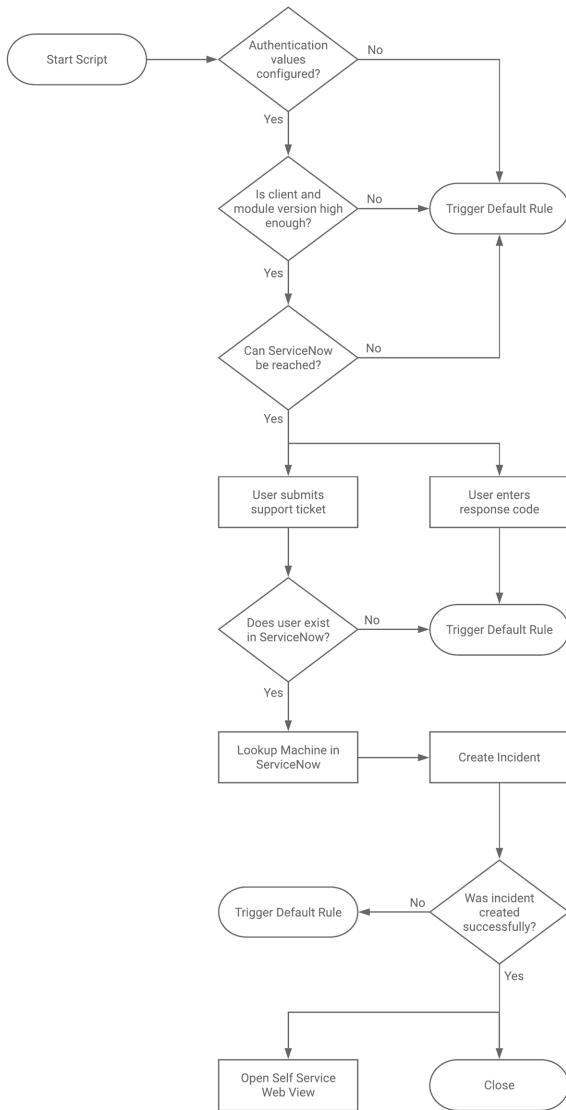 Start Script
Authentication
values
configured?
No
Yes
Is client and
module version high
enough?
No
Trigger Default Rule
Yes
Can ServiceNow
be reached?
No
Yes
User submits
support ticket
User enters
response code
Does user exist
in ServiceNow?
No
Trigger Default Rule
Yes
Lookup Machine in
ServiceNow
Create Incident
Was incident
created
successfully?
No
Trigger Default Rule
Yes
Open Self Service
Web View
Close